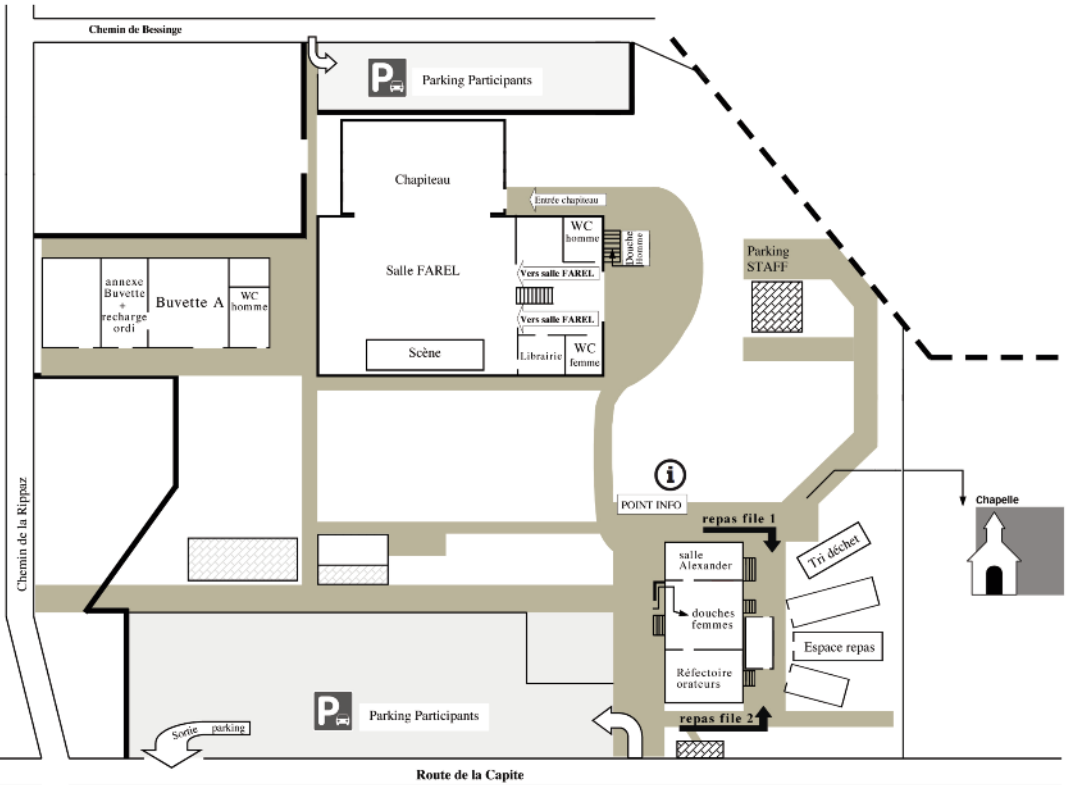 Chemin de Bessinge
P
Parking Participants
Chapiteau
Entrée chapiteau
WC
homme
Douche
Homme
Salle FAREL
Vers salle FAREL
Vers salle FAREL
Scène
Librairie
WC
femme
Parking
STAFF
annexe
Buvette
+
recharge
ordi
Buvette A
WC
homme
Chemin de la Rippaz
i
POINT INFO
repas file 1
Chapelle
salle
Alexander
Tri déchet
douches
femmes
Espace repas
Réfectoire
orateurs
repas file 2
P
Parking Participants
Sortie parking
Route de la Capite